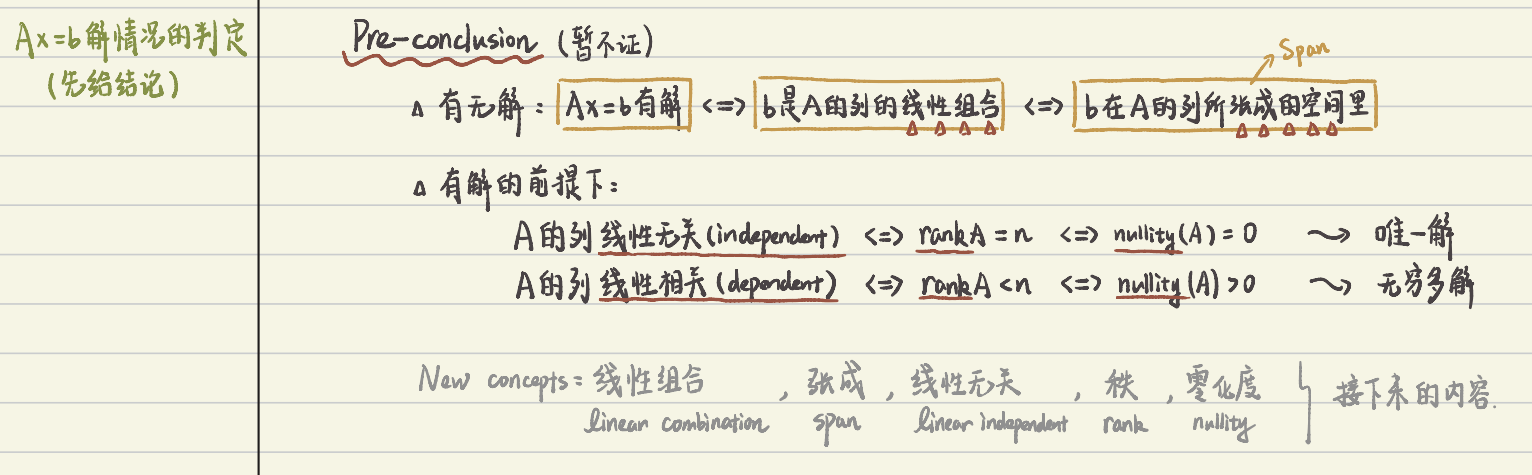 Ax=b解情况的判定
(先给结论)
Pre-conclusion (暂不证)
Span
△ 有无解: Ax=b有解 <=> b是A的列的线性组合 <=> b在A的列所张成的空间里
△ 有解的前提下:
A的列线性无关(independent) <=> rankA=n <=> nullity(A)=0 ⇝ 唯一解
A的列线性相关(dependent) <=> rankA<n <=> nullity(A)>0 ⇝ 无穷多解
New concepts: 线性组合, 张成, 线性无关, 秩, 零化度 } 接下来的内容.
linear combination span linear independent rank nullity